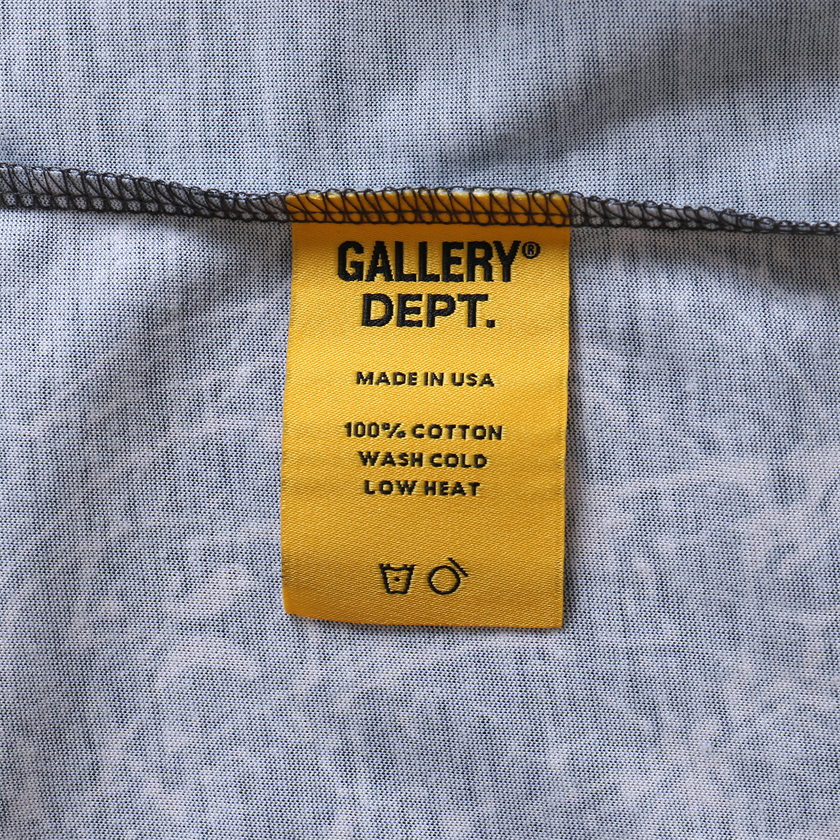 GALLERY®
DEPT.
MADE IN USA
100% COTTON
WASH COLD
LOW HEAT